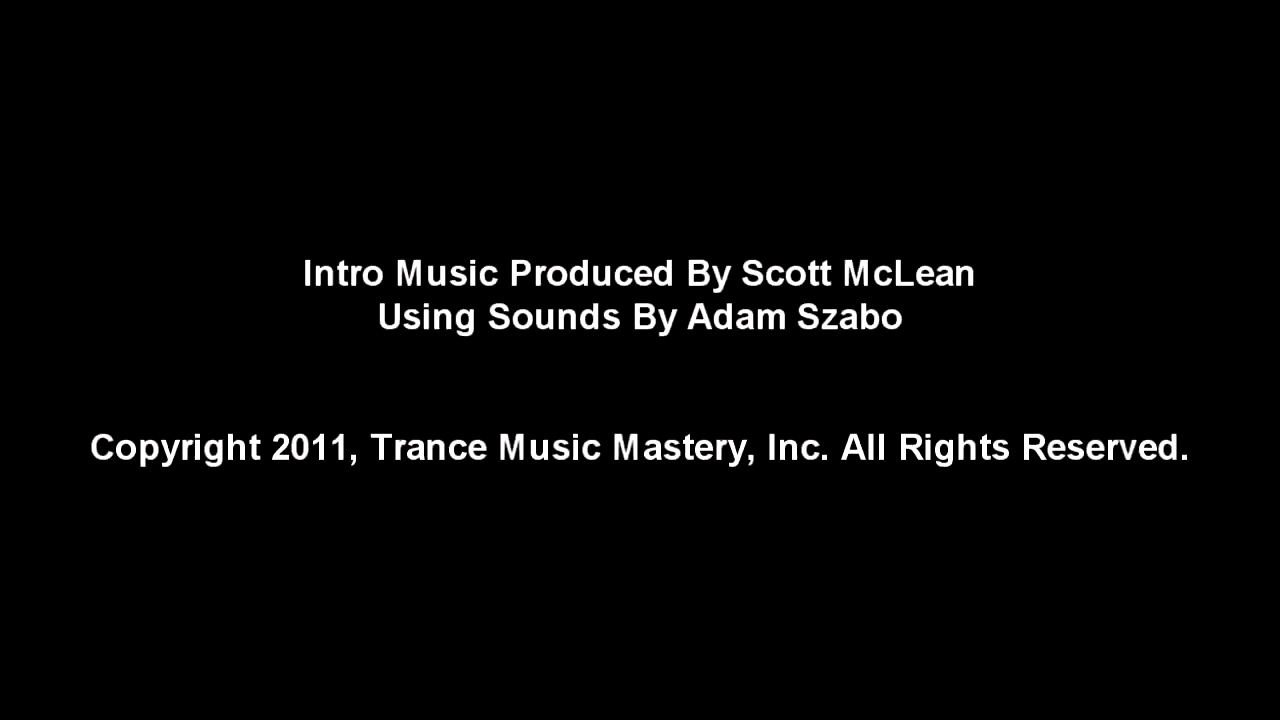 Intro Music Produced By Scott McLean
Using Sounds By Adam Szabo
Copyright 2011, Trance Music Mastery, Inc. All Rights Reserved.